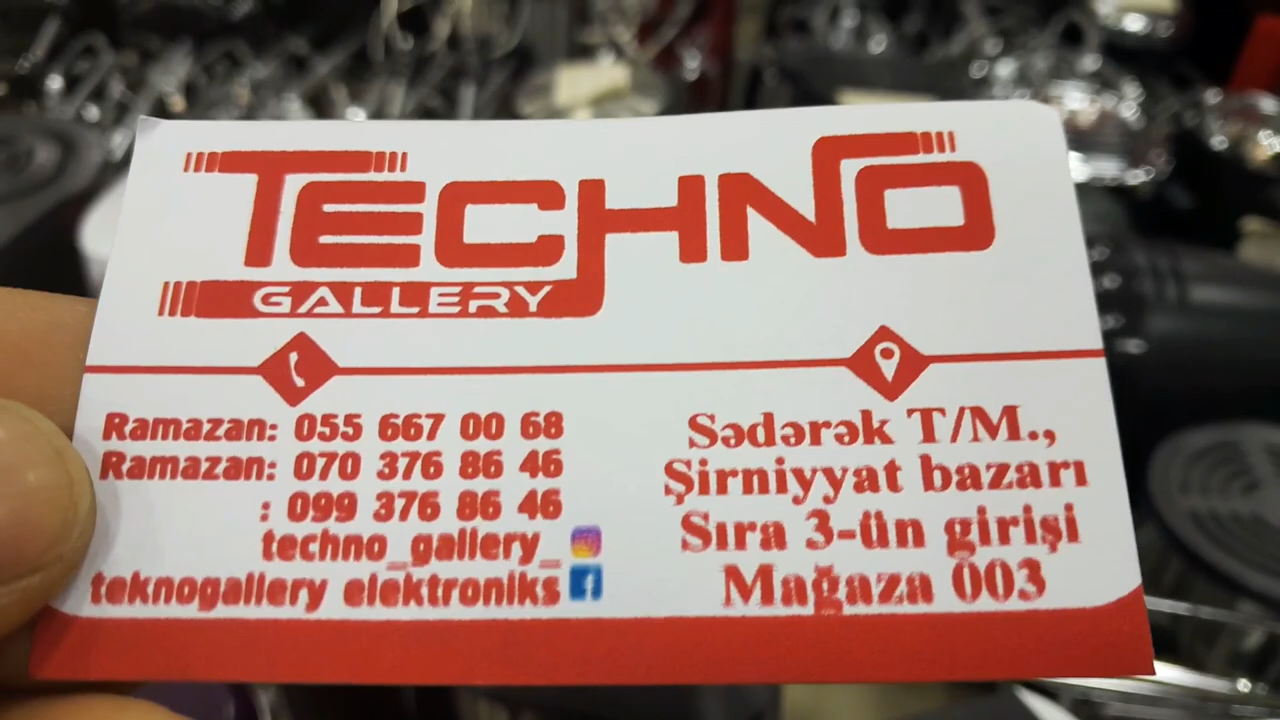 TECHNO
GALLERY
Ramazan: 055 667 00 68
Ramazan: 070 376 86 46
: 099 376 86 46
techno_gallery_
teknogallery elektroniks
Sədərək T/M.,
Şirniyyat bazarı
Sıra 3-ün girişi
Mağaza 003